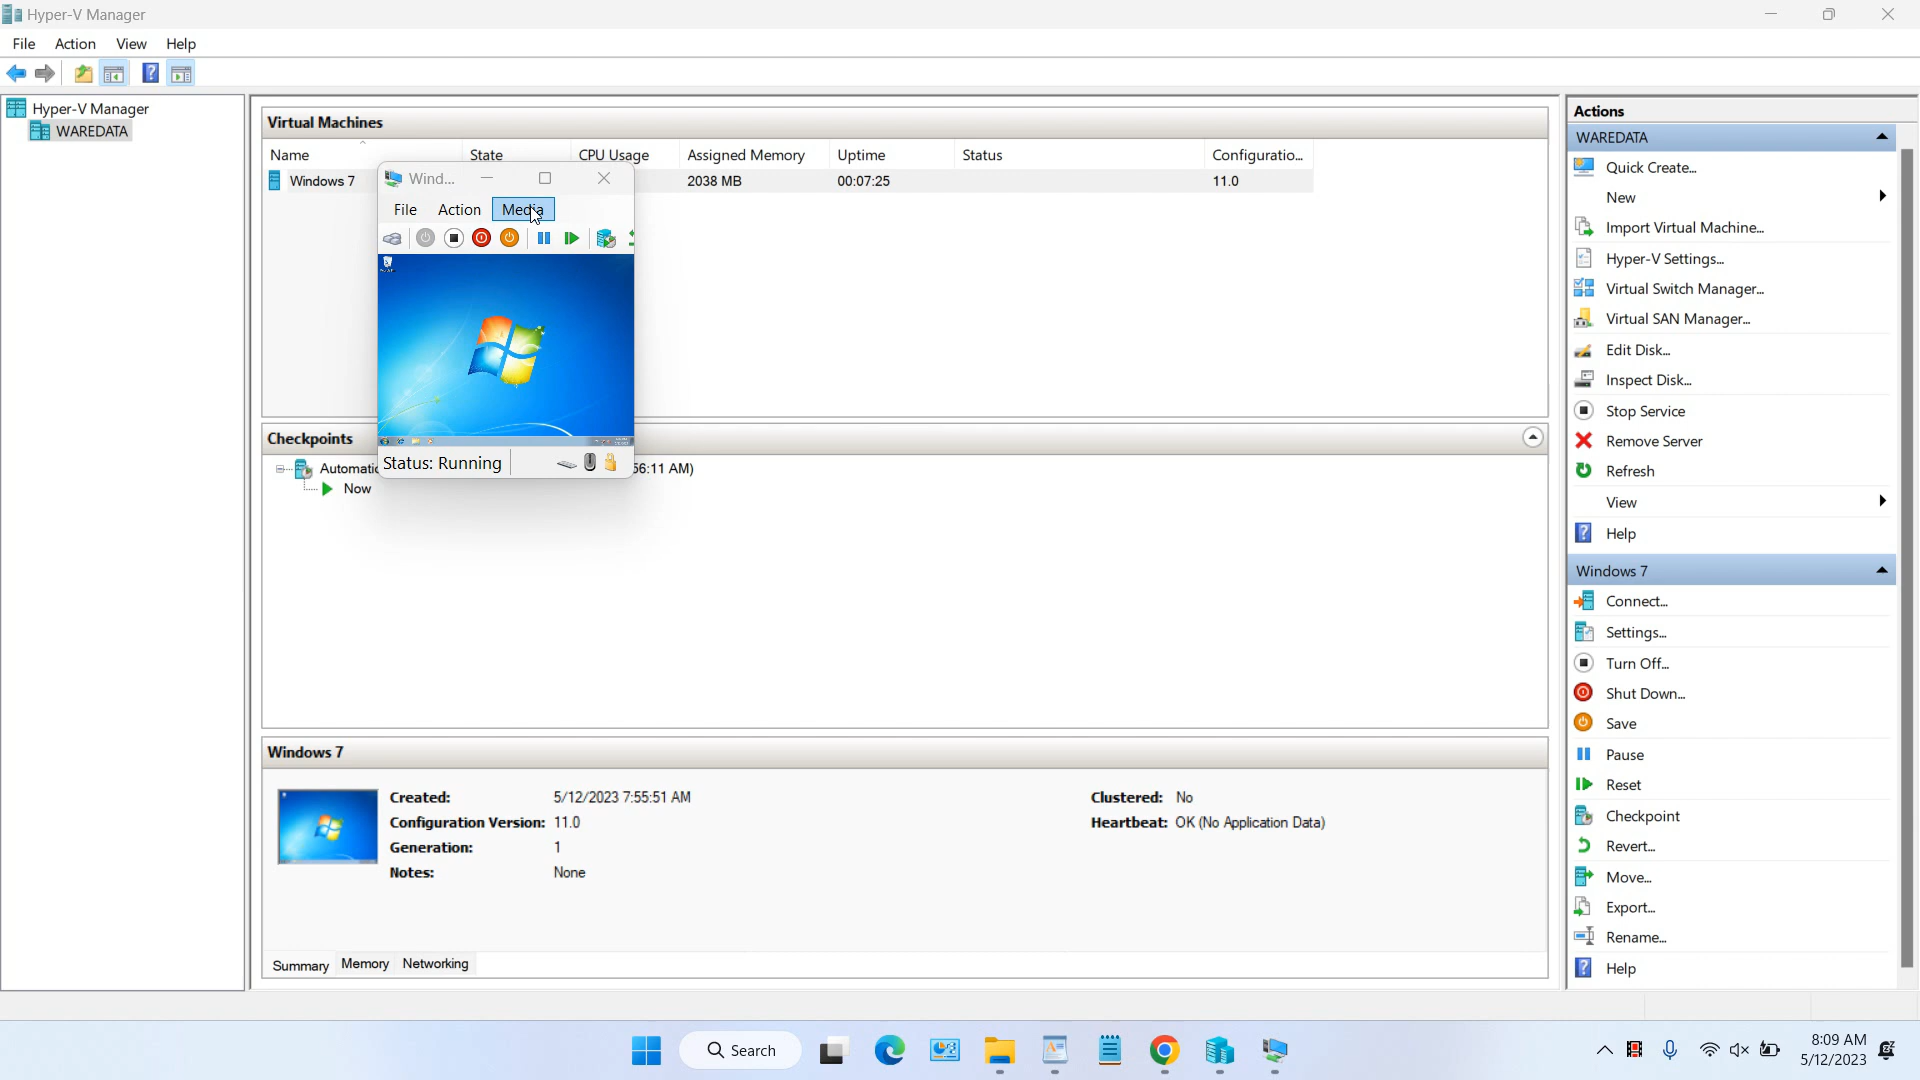 Hyper-V Manager
File Action View Help
Hyper-V Manager
WAREDATA
Virtual Machines
Name State CPU Usage Assigned Memory Uptime Status Configuratio...
Windows 7 2038 MB 00:07:25 11.0
Wind...
File Action Media
Status: Running
Checkpoints
Automatic 56:11 AM)
Now
Windows 7
Created: 5/12/2023 7:55:51 AM
Configuration Version: 11.0
Generation: 1
Notes: None
Clustered: No
Heartbeat: OK (No Application Data)
Summary Memory Networking
Actions
WAREDATA
Quick Create...
New
Import Virtual Machine...
Hyper-V Settings...
Virtual Switch Manager...
Virtual SAN Manager...
Edit Disk...
Inspect Disk...
Stop Service
Remove Server
Refresh
View
Help
Windows 7
Connect...
Settings...
Turn Off...
Shut Down...
Save
Pause
Reset
Checkpoint
Revert...
Move...
Export...
Rename...
Help
Search
8:09 AM
5/12/2023